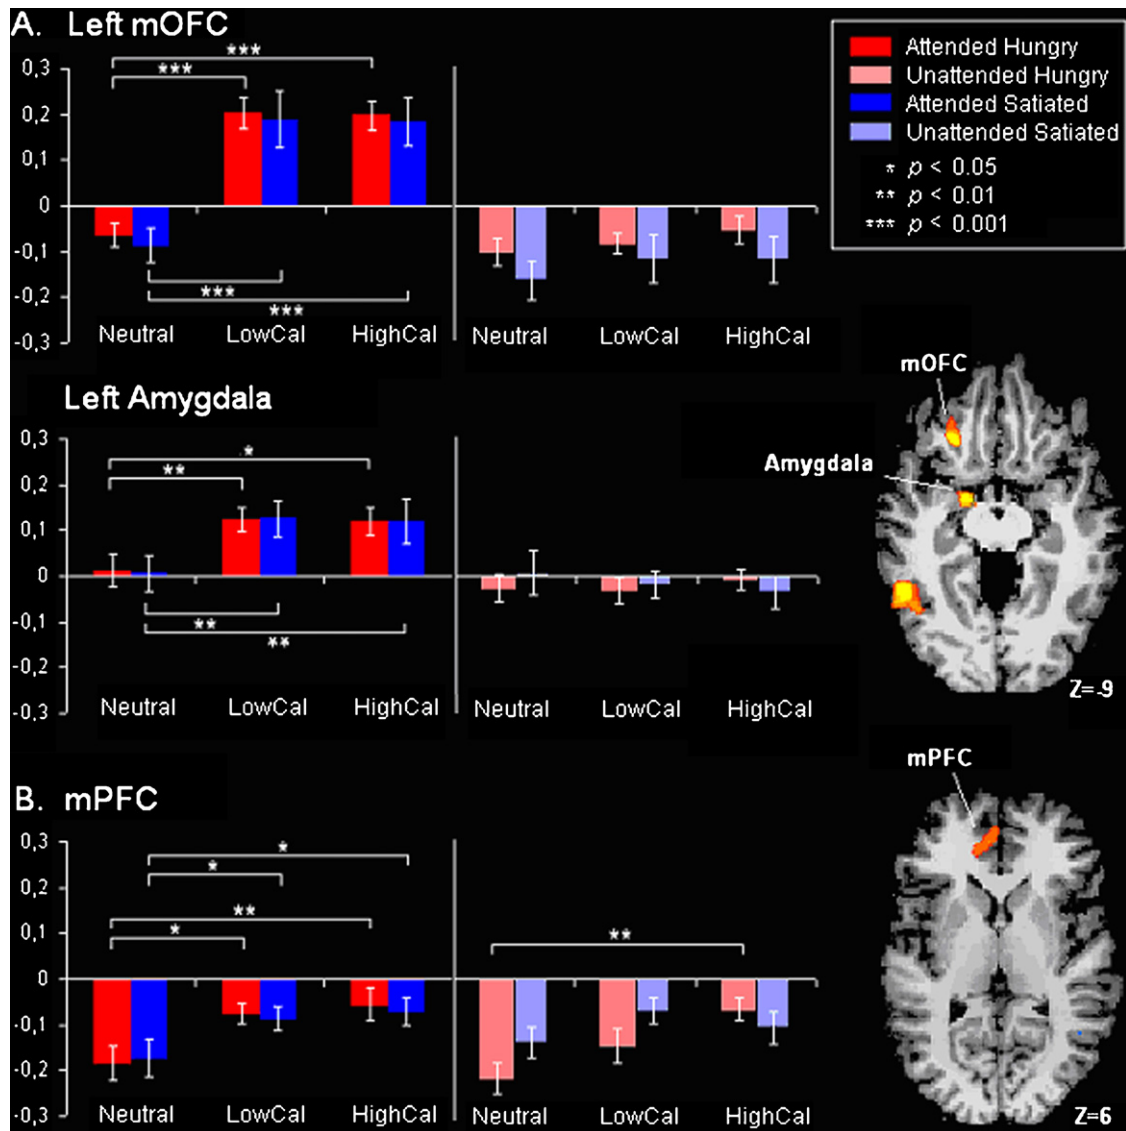 A. Left mOFC
*** 
***
0,3
0,2
0,1
0
-0,1
-0,2
-0,3
***
***
Neutral LowCal HighCal
Neutral LowCal HighCal
Attended Hungry
Unattended Hungry
Attended Satiated
Unattended Satiated
* p < 0.05
** p < 0.01
*** p < 0.001
Left Amygdala
*
**
0,3
0,2
0,1
0
-0,1
-0,2
-0,3
**
**
Neutral LowCal HighCal
Neutral LowCal HighCal
mOFC
Amygdala
Z=-9
B. mPFC
*
*
**
*
**
0,3
0,2
0,1
0
-0,1
-0,2
-0,3
Neutral LowCal HighCal
Neutral LowCal HighCal
mPFC
Z=6